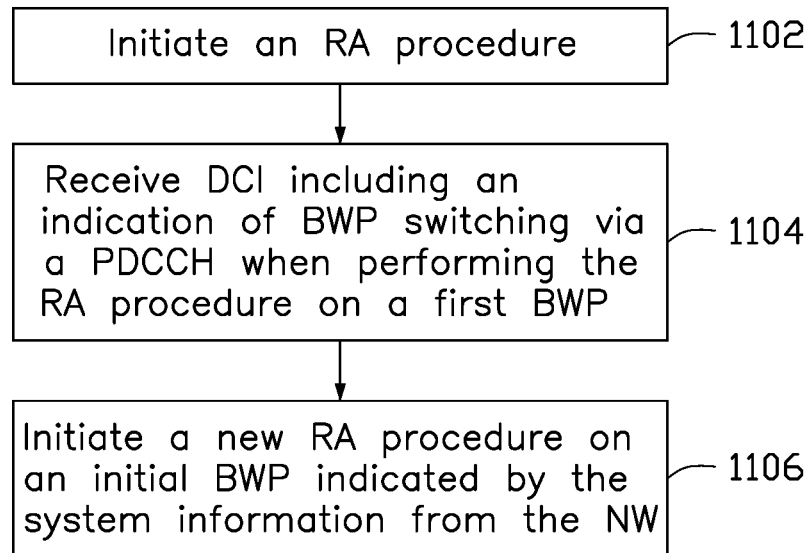 Initiate an RA procedure
1102
Receive DCI including an
indication of BWP switching via
a PDCCH when performing the
RA procedure on a first BWP
1104
Initiate a new RA procedure on
an initial BWP indicated by the
system information from the NW
1106